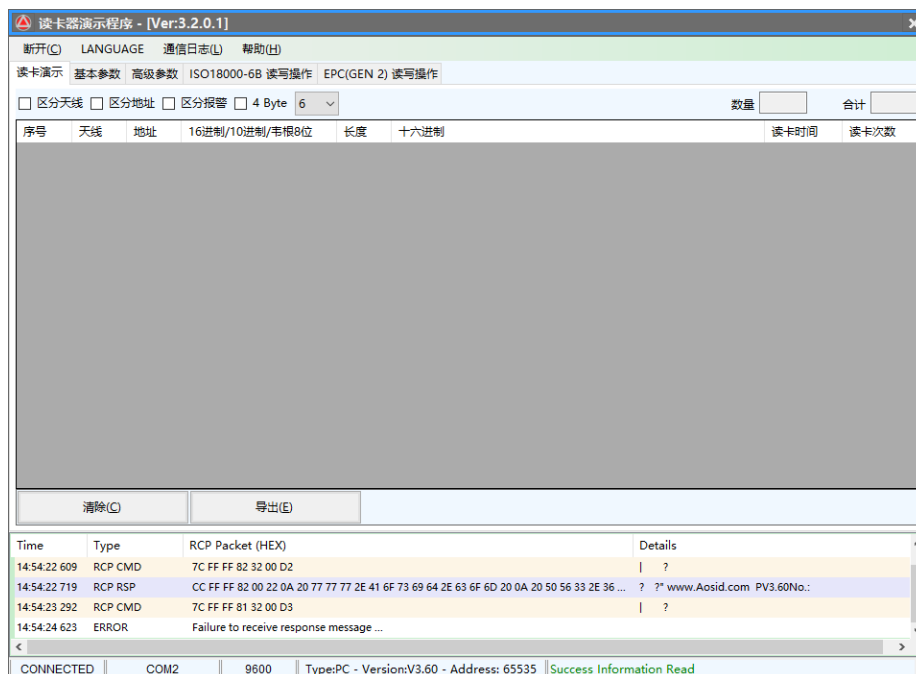 读卡器演示程序 - [Ver:3.2.0.1]
断开(C) LANGUAGE 通信日志(L) 帮助(H)
读卡演示 基本参数 高级参数 ISO18000-6B 读写操作 EPC(GEN 2) 读写操作
区分天线 区分地址 区分报警 4 Byte 6 数量 合计
序号 天线 地址 16进制/10进制/韦根8位 长度 十六进制 读卡时间 读卡次数
清除(C) 导出(E)
Time Type RCP Packet (HEX) Details
14:54:22 609 RCP CMD 7C FF FF 82 32 00 D2 | ?
14:54:22 719 RCP RSP CC FF FF 82 00 22 0A 20 77 77 77 2E 41 6F 73 69 64 2E 63 6F 6D 20 0A 20 50 56 33 2E 36 ... ? ?" www.Aosid.com PV3.60No.:
14:54:23 292 RCP CMD 7C FF FF 81 32 00 D3 | ?
14:54:24 623 ERROR Failure to receive response message ...
CONNECTED COM2 9600 Type:PC - Version:V3.60 - Address: 65535 Success Information Read